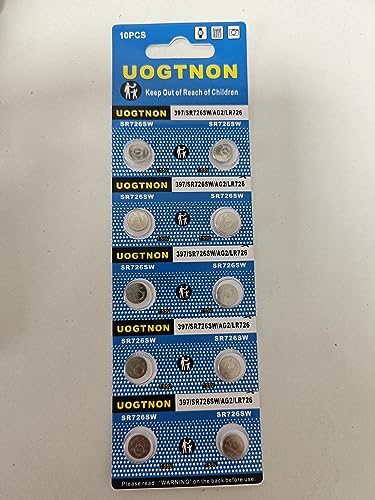 10PCS
UOGTNON
Keep Out of Reach of Children
UOGTNON 397/SR726SW/AG2/LR726
SR726SW SR726SW
UOGTNON 397/SR726SW/AG2/LR726
SR726SW SR726SW
UOGTNON 397/SR726SW/AG2/LR726
SR726SW SR726SW
UOGTNON 397/SR726SW/AG2/LR726
SR726SW SR726SW
UOGTNON 397/SR726SW/AG2/LR726
SR726SW SR726SW
Please read "WARNING" on the back before use.